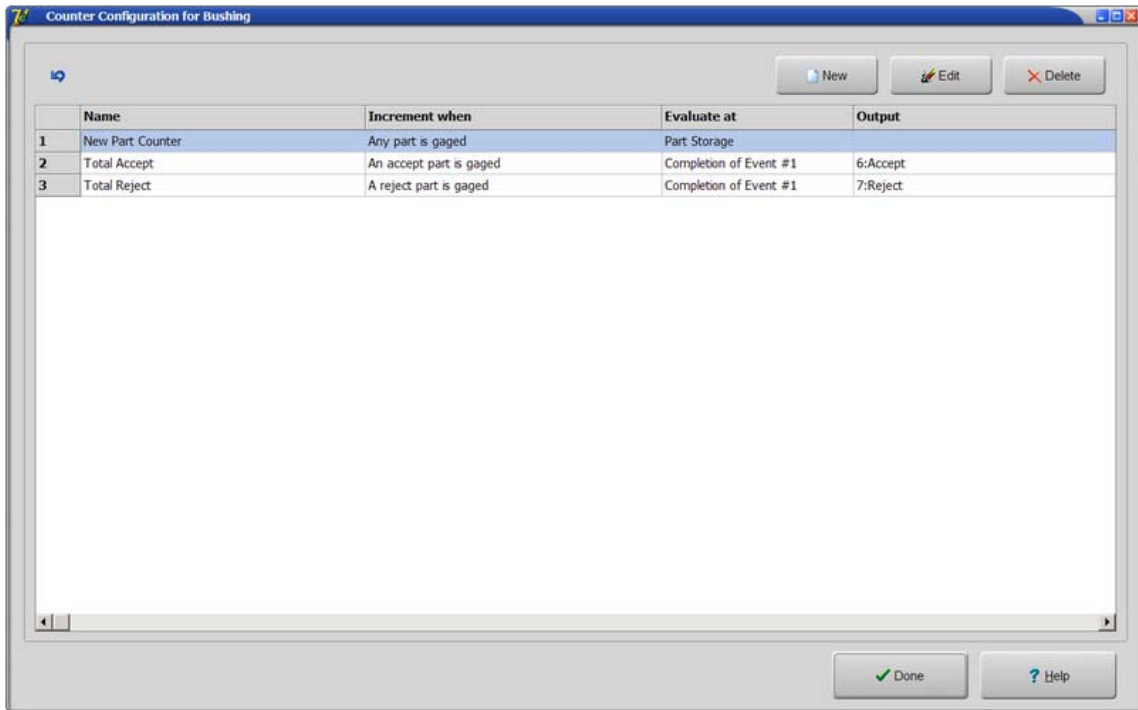 Counter Configuration for Bushing
New Edit Delete
Name Increment when Evaluate at Output
1 New Part Counter Any part is gaged Part Storage
2 Total Accept An accept part is gaged Completion of Event #1 6:Accept
3 Total Reject A reject part is gaged Completion of Event #1 7:Reject
Done ? Help